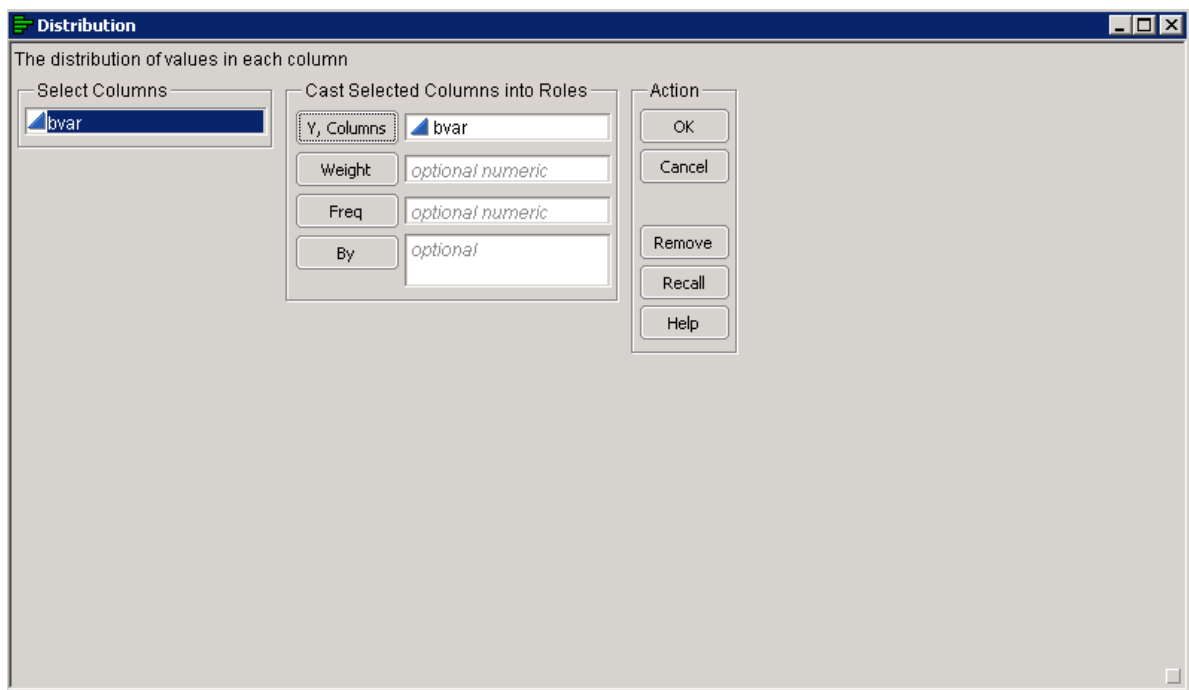 Distribution
The distribution of values in each column
Select Columns
bvar
Cast Selected Columns into Roles
Y, Columns
bvar
Weight
optional numeric
Freq
optional numeric
By
optional
Action
OK
Cancel
Remove
Recall
Help